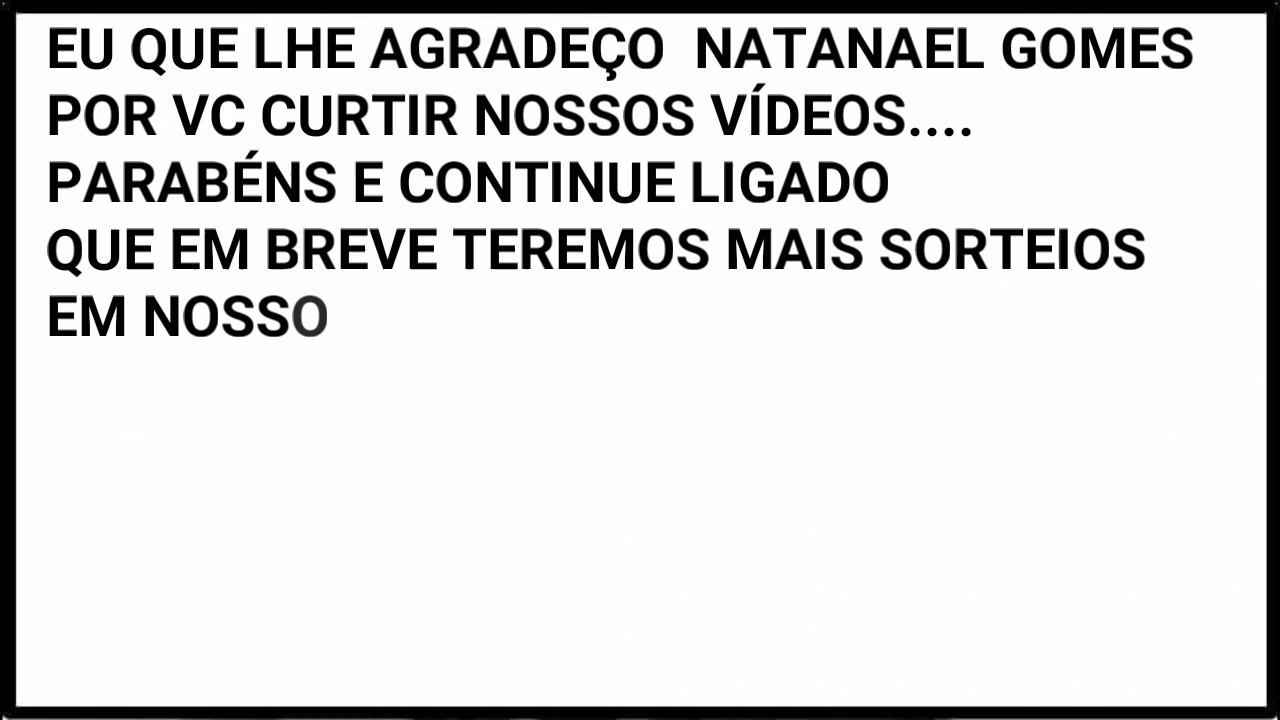 EU QUE LHE AGRADEÇO  NATANAEL GOMES
POR VC CURTIR NOSSOS VÍDEOS....
PARABÉNS E CONTINUE LIGADO
QUE EM BREVE TEREMOS MAIS SORTEIOS
EM NOSSO